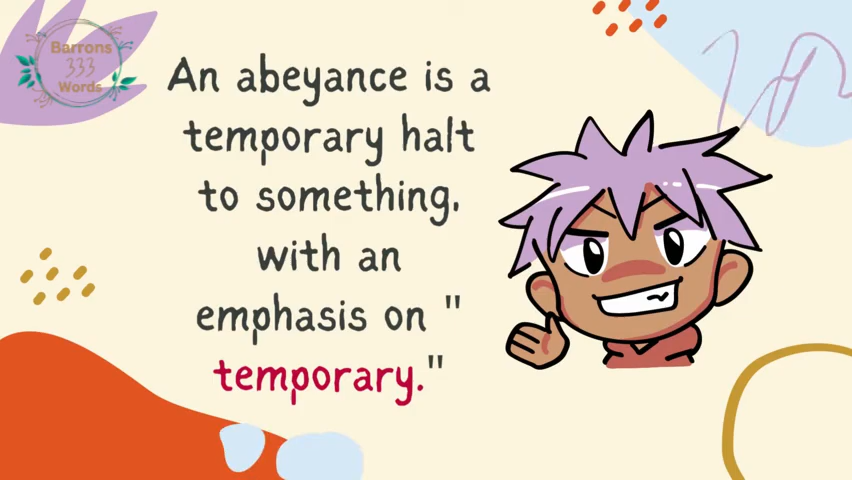 Barrons
333
Words
An abeyance is a
temporary halt
to something,
with an
emphasis on "
temporary."